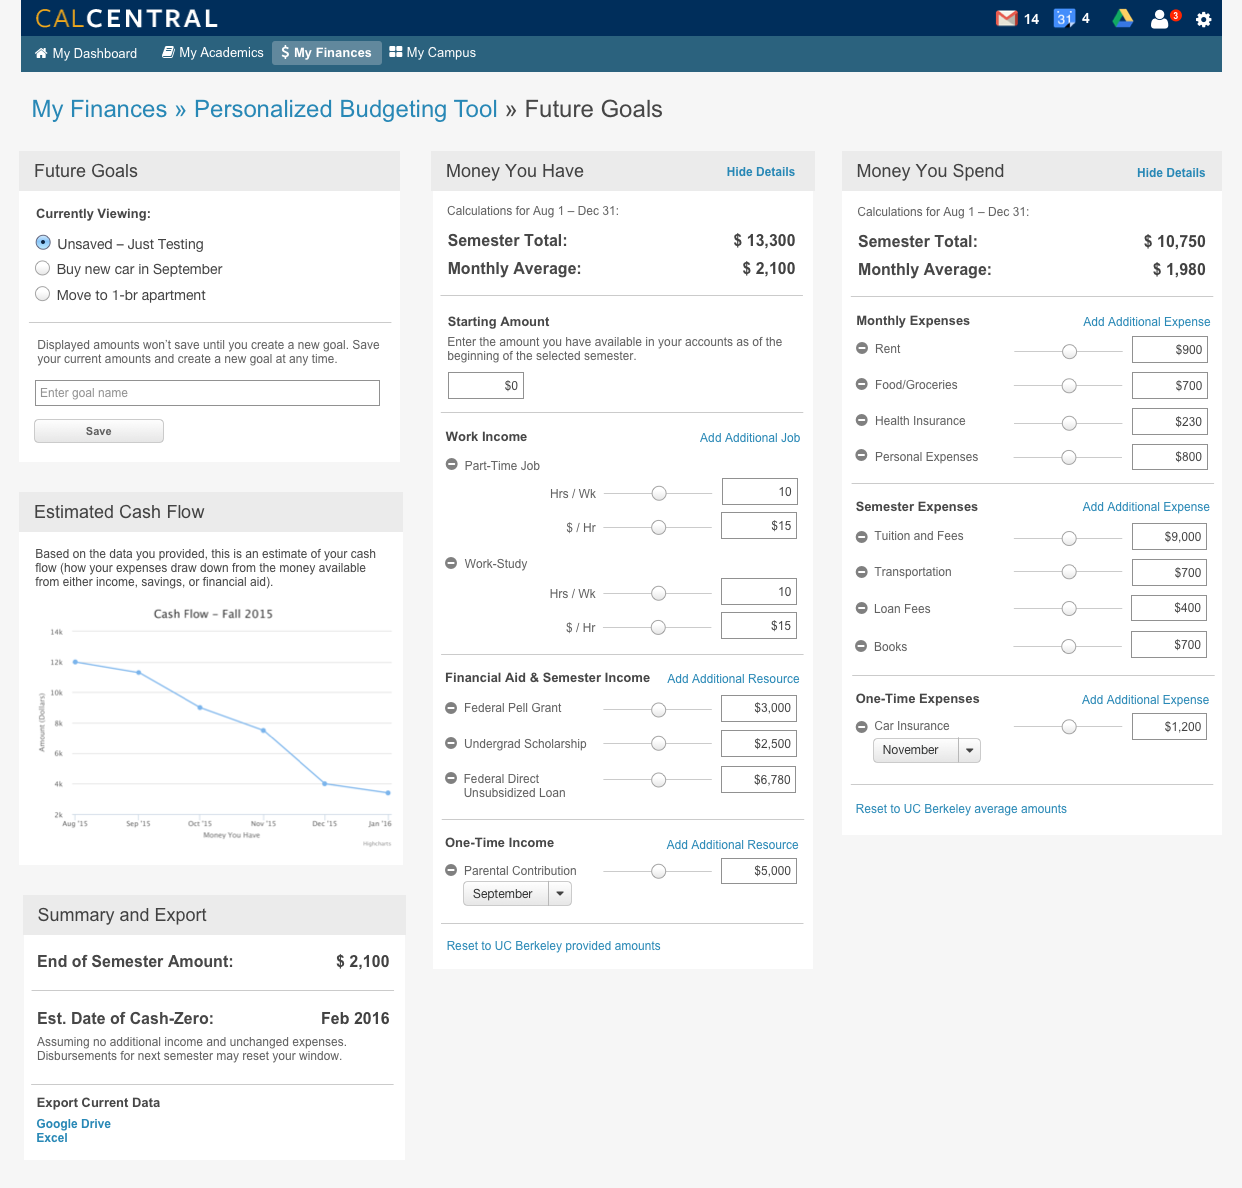 CALCENTRAL
14
31
4
3
My Dashboard
My Academics
$ My Finances
My Campus
My Finances » Personalized Budgeting Tool » Future Goals
Future Goals
Currently Viewing:
Unsaved – Just Testing
Buy new car in September
Move to 1-br apartment
Displayed amounts won't save until you create a new goal. Save
your current amounts and create a new goal at any time.
Enter goal name
Save
Estimated Cash Flow
Based on the data you provided, this is an estimate of your cash
flow (how your expenses draw down from the money available
from either income, savings, or financial aid).
Cash Flow – Fall 2015
Amount (Dollars)
14k
12k
10k
8k
6k
4k
2k
Aug '15
Sep '15
Oct '15
Nov '15
Dec '15
Jan '16
Money You Have
Highcharts
Summary and Export
End of Semester Amount:
$ 2,100
Est. Date of Cash-Zero:
Feb 2016
Assuming no additional income and unchanged expenses.
Disbursements for next semester may reset your window.
Export Current Data
Google Drive
Excel
Money You Have
Hide Details
Calculations for Aug 1 – Dec 31:
Semester Total:
$ 13,300
Monthly Average:
$ 2,100
Starting Amount
Enter the amount you have available in your accounts as of the
beginning of the selected semester.
$0
Work Income
Add Additional Job
Part-Time Job
Hrs / Wk
10
$ / Hr
$15
Work-Study
Hrs / Wk
10
$ / Hr
$15
Financial Aid & Semester Income
Add Additional Resource
Federal Pell Grant
$3,000
Undergrad Scholarship
$2,500
Federal Direct
Unsubsidized Loan
$6,780
One-Time Income
Add Additional Resource
Parental Contribution
$5,000
September
Reset to UC Berkeley provided amounts
Money You Spend
Hide Details
Calculations for Aug 1 – Dec 31:
Semester Total:
$ 10,750
Monthly Average:
$ 1,980
Monthly Expenses
Add Additional Expense
Rent
$900
Food/Groceries
$700
Health Insurance
$230
Personal Expenses
$800
Semester Expenses
Add Additional Expense
Tuition and Fees
$9,000
Transportation
$700
Loan Fees
$400
Books
$700
One-Time Expenses
Add Additional Expense
Car Insurance
$1,200
November
Reset to UC Berkeley average amounts